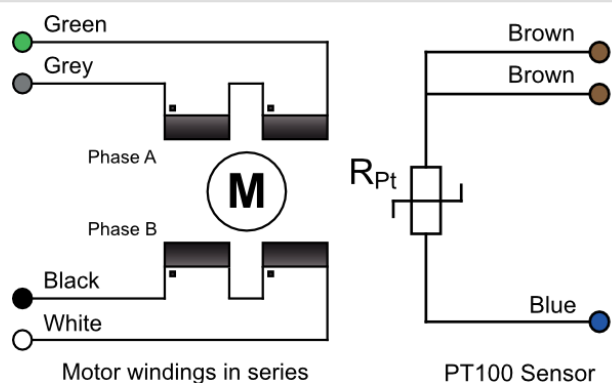 Green
Grey
Phase A
M
Phase B
Black
White
Motor windings in series
Brown
Brown
RPt
Blue
PT100 Sensor